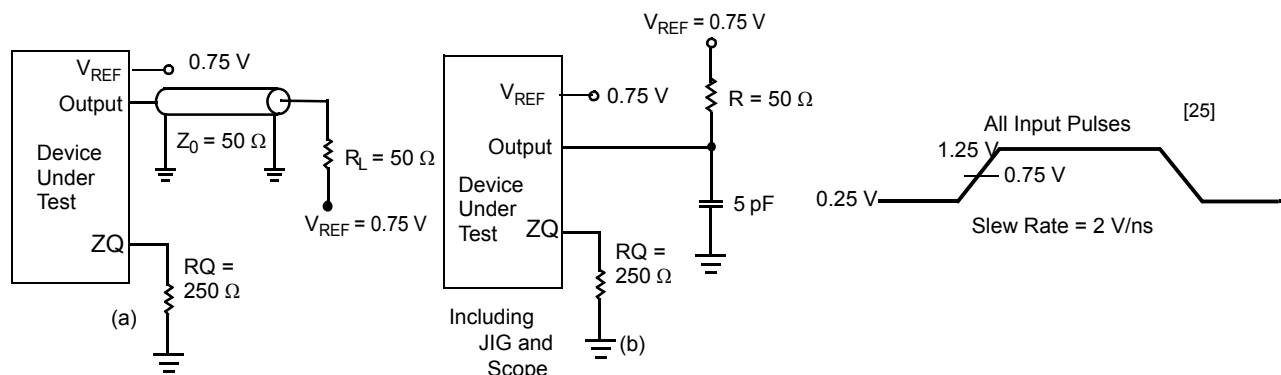 V_REF
0.75 V
Output
Z_0 = 50 Ω
Device
Under
Test
R_L = 50 Ω
V_REF = 0.75 V
ZQ
RQ =
250 Ω
(a)
V_REF = 0.75 V
R = 50 Ω
V_REF
0.75 V
Output
Device
Under
Test
5 pF
ZQ
RQ =
250 Ω
Including
JIG and
Scope
(b)
[25]
All Input Pulses
1.25 V
0.75 V
0.25 V
Slew Rate = 2 V/ns